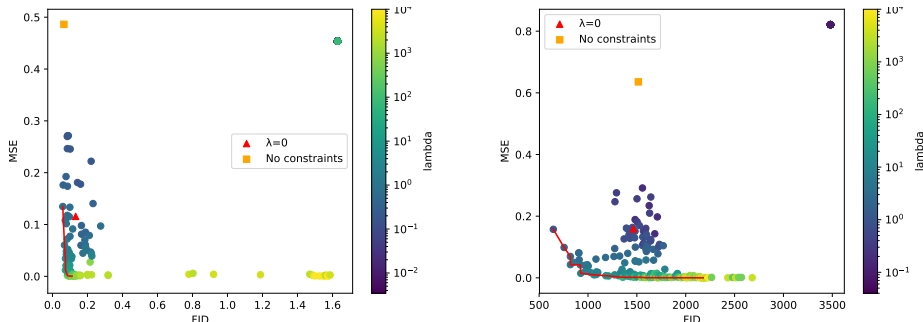 0.5
0.4
0.3
0.2
0.1
0.0
MSE
0.0 0.2 0.4 0.6 0.8 1.0 1.2 1.4 1.6
FID
λ=0
No constraints
10⁴
10³
10²
10¹
10⁰
10⁻¹
10⁻²
lambda
0.8
0.6
0.4
0.2
0.0
MSE
500 1000 1500 2000 2500 3000 3500
FID
λ=0
No constraints
10⁴
10³
10²
10¹
10⁰
10⁻¹
lambda